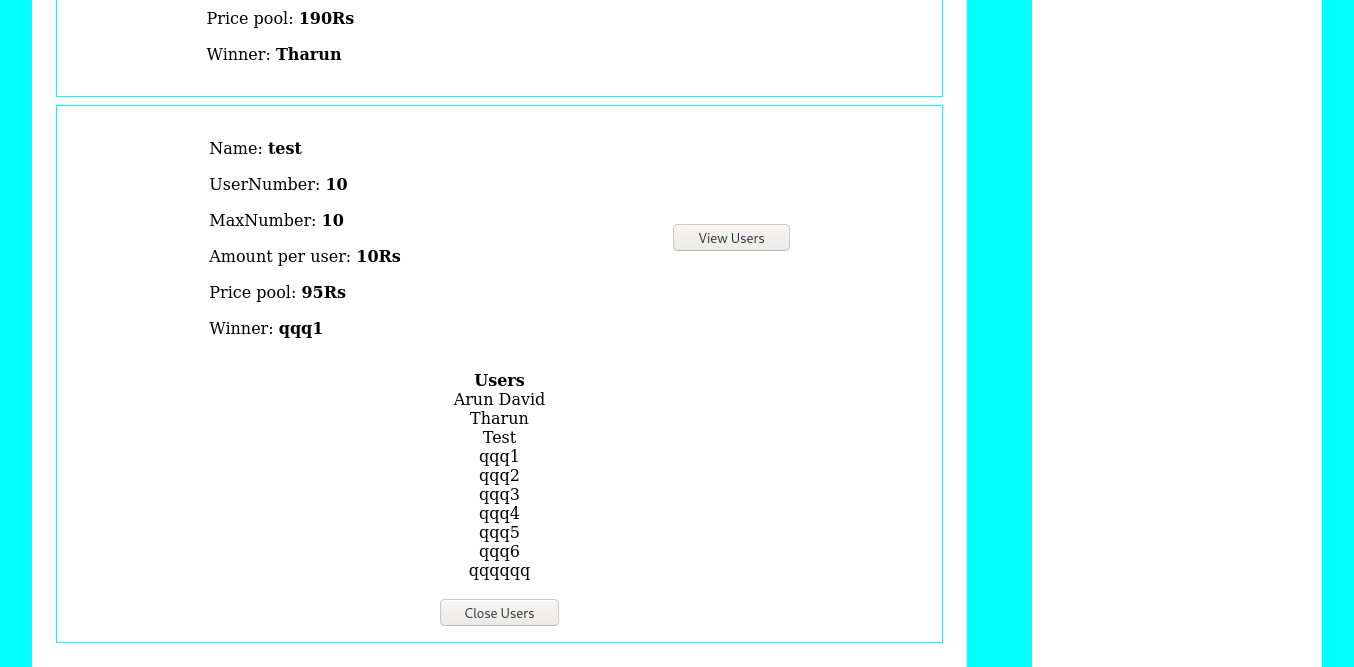 Price pool: 190Rs
Winner: Tharun
Name: test
UserNumber: 10
MaxNumber: 10
View Users
Amount per user: 10Rs
Price pool: 95Rs
Winner: qqq1
Users
Arun David
Tharun
Test
qqq1
qqq2
qqq3
qqq4
qqq5
qqq6
qqqqqq
Close Users